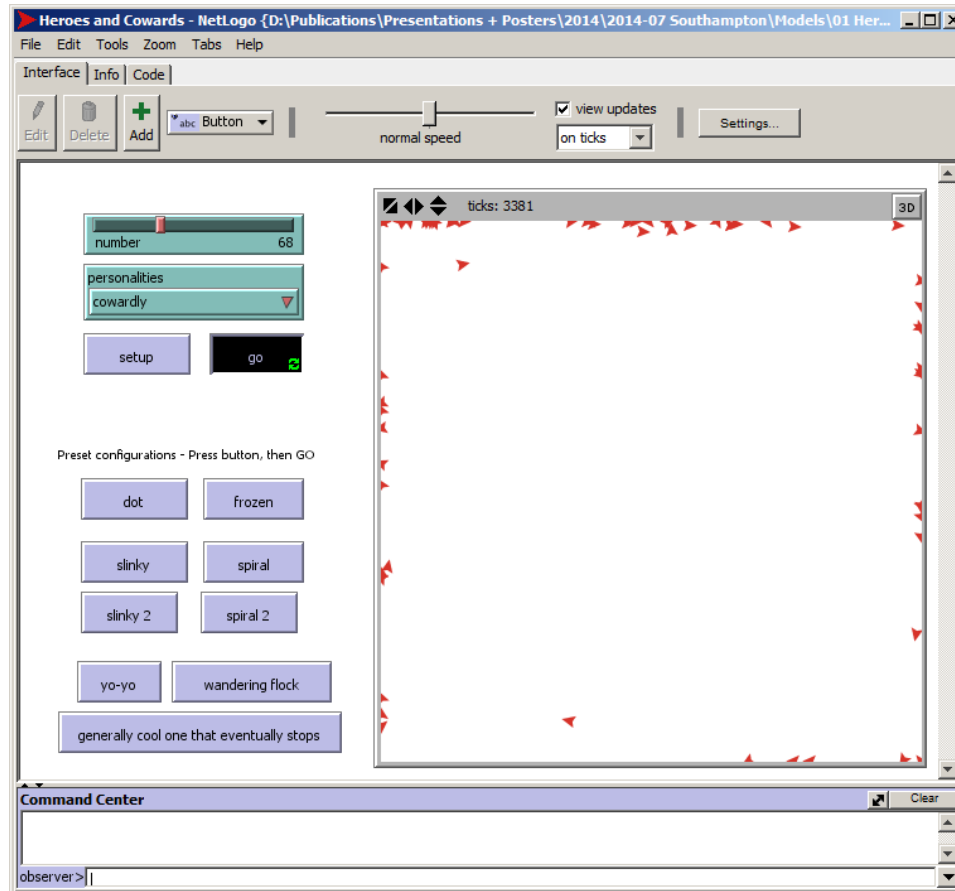 Heroes and Cowards - NetLogo {D:\Publications\Presentations + Posters\2014\2014-07 Southampton\Models\01 Her...
File Edit Tools Zoom Tabs Help
Interface Info Code
Edit Delete Add abc Button normal speed view updates on ticks Settings...
ticks: 3381 3D
number 68
personalities
cowardly
setup go
Preset configurations - Press button, then GO
dot frozen
slinky spiral
slinky 2 spiral 2
yo-yo wandering flock
generally cool one that eventually stops
Command Center Clear
observer>